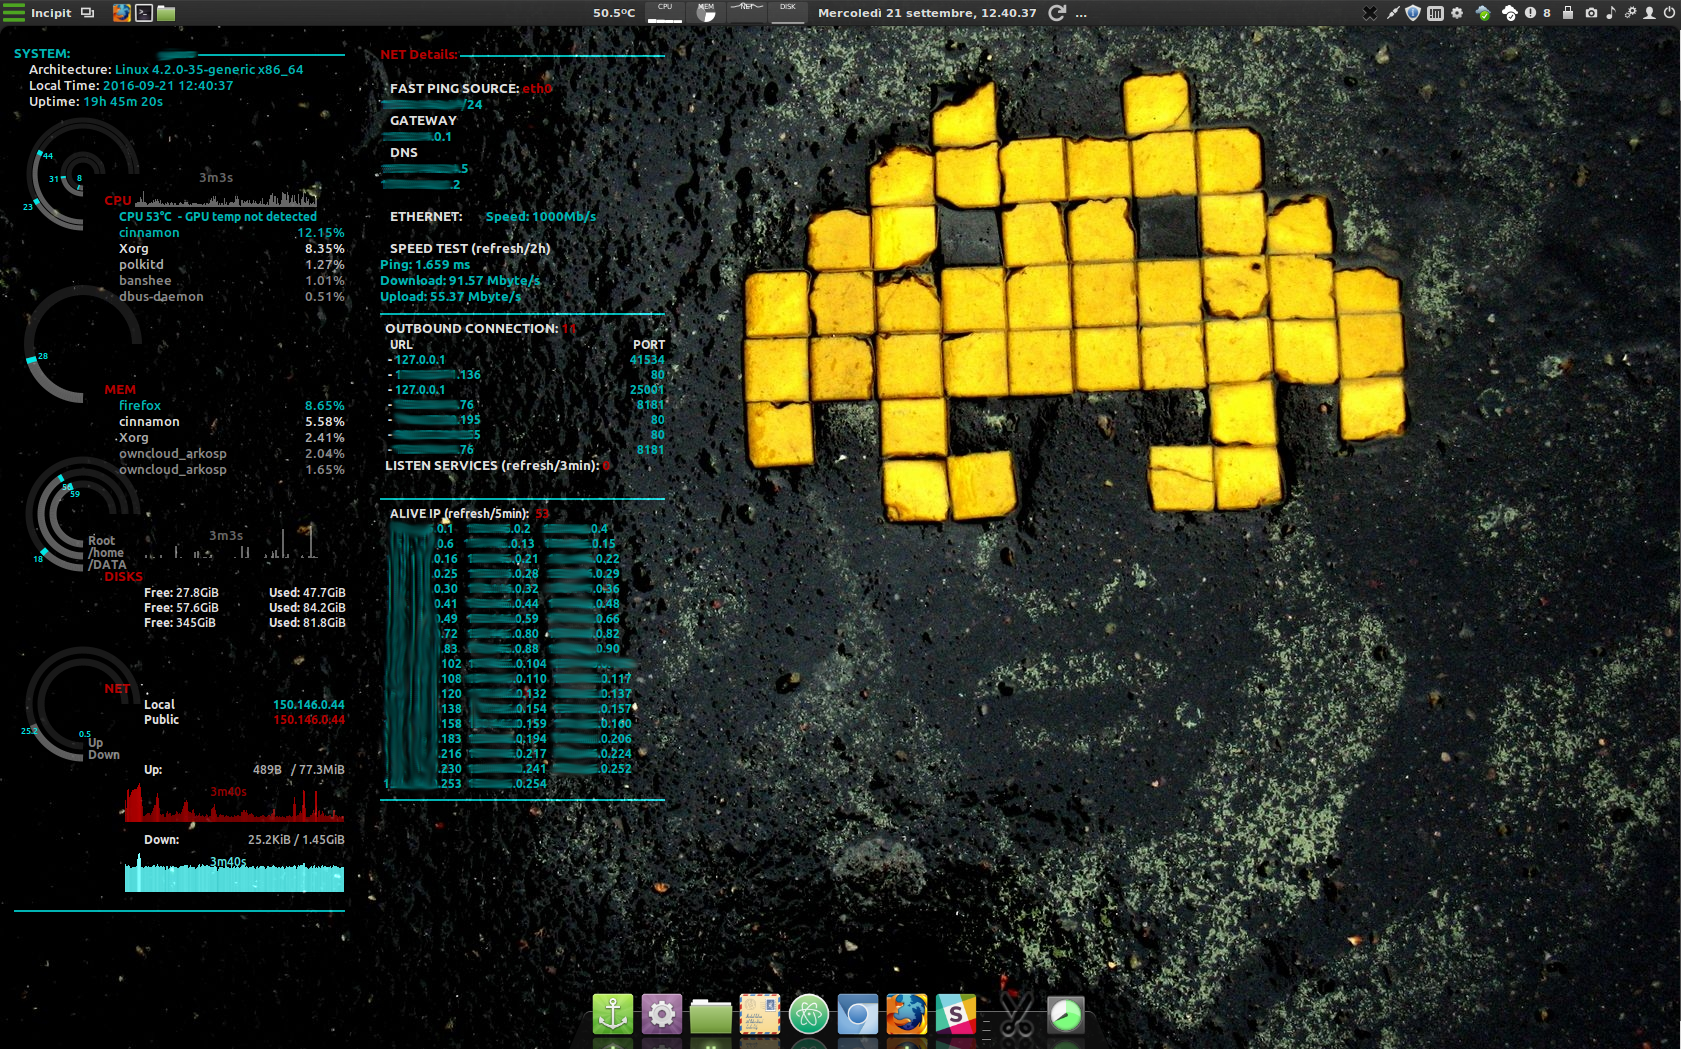 Incipit
50.5°C
CPU
MEM
NET
DISK
Mercoledì 21 settembre, 12.40.37
...
8
SYSTEM:
Architecture: Linux 4.2.0-35-generic x86_64
Local Time: 2016-09-21 12:40:37
Uptime: 19h 45m 20s
44
31
8
23
3m3s
CPU
CPU 53°C - GPU temp not detected
cinnamon 12.15%
Xorg 8.35%
polkitd 1.27%
banshee 1.01%
dbus-daemon 0.51%
28
MEM
firefox 8.65%
cinnamon 5.58%
Xorg 2.41%
owncloud_arkosp 2.04%
owncloud_arkosp 1.65%
59
18
3m3s
Root
/home
/DATA
DISKS
Free: 27.8GiB Used: 47.7GiB
Free: 57.6GiB Used: 84.2GiB
Free: 345GiB Used: 81.8GiB
NET
Local 150.146.0.44
Public 150.146.0.44
25.2
0.5
Up
Down
Up: 489B / 77.3MiB
3m40s
Down: 25.2KiB / 1.45GiB
3m40s
NET Details:
FAST PING SOURCE: eth0
/24
GATEWAY
.0.1
DNS
.5
.2
ETHERNET: Speed: 1000Mb/s
SPEED TEST (refresh/2h)
Ping: 1.659 ms
Download: 91.57 Mbyte/s
Upload: 55.37 Mbyte/s
OUTBOUND CONNECTION: 14
URL PORT
- 127.0.0.1 41534
- 1 .136 80
- 127.0.0.1 25001
- .76 8181
- .195 80
- 5 80
- .76 8181
LISTEN SERVICES (refresh/3min): 0
ALIVE IP (refresh/5min): 53
0.1 .0.2 .0.4
0.6 .0.13 .0.15
.0.16 .0.21 .0.22
.0.25 .0.28 .0.29
.0.30 .0.32 .0.36
.0.41 .0.44 .0.48
.0.49 .0.59 .0.66
.72 .0.80 .0.82
.83 .0.88 .0.90
102 .0.104
108 .0.110 .0.117
120 .0.132 .0.137
138 .0.154 .0.157
.158 .0.159 .0.160
.183 .0.194 .0.206
.216 .0.217 .0.224
.230 .0.241 .0.252
1 .253 .0.254
S